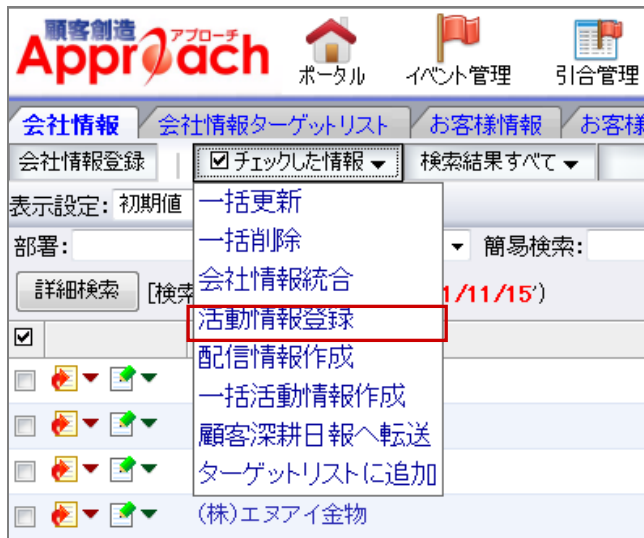 顧客創造 アプローチ
Approach
ポータル
イベント管理
引合管理
会社情報
会社情報ターゲットリスト
お客様情報
お客様
会社情報登録
チェックした情報
検索結果すべて
表示設定: 初期値
部署:
簡易検索:
詳細検索
[検索
1/11/15')
一括更新
一括削除
会社情報統合
活動情報登録
配信情報作成
一括活動情報作成
顧客深耕日報へ転送
ターゲットリストに追加
(株)エヌアイ金物